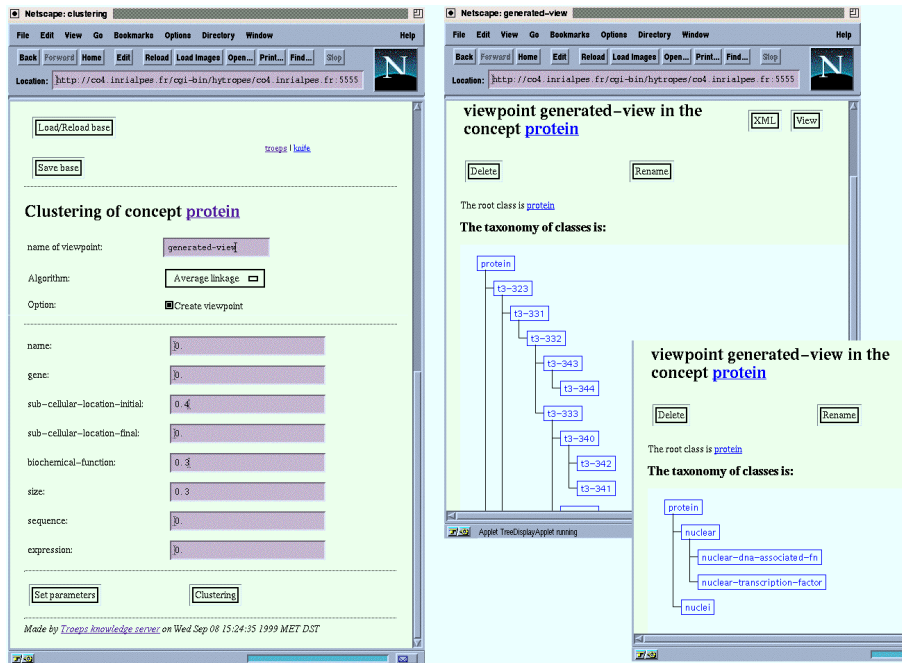 Netscape: clustering
File Edit View Go Bookmarks Options Directory Window Help
Back Forward Home Edit Reload Load Images Open... Print... Find... Stop
Location: http://co4.inrialpes.fr/cgi-bin/hytropes/co4.inrialpes.fr:5555
N
Load/Reload base
troeps | knife
Save base
Clustering of concept protein
name of viewpoint: generated-view
Algorithm: Average linkage
Option: Create viewpoint
name: 0.
gene: 0.
sub-cellular-location-initial: 0.4
sub-cellular-location-final: 0.
biochemical-function: 0.3
size: 0.3
sequence: 0.
expression: 0.
Set parameters Clustering
Made by Troeps knowledge server on Wed Sep 08 15:24:35 1999 MET DST
Netscape: generated-view
File Edit View Go Bookmarks Options Directory Window Help
Back Forward Home Edit Reload Load Images Open... Print... Find... Stop
Location: http://co4.inrialpes.fr/cgi-bin/hytropes/co4.inrialpes.fr:5555
N
viewpoint generated-view in the
concept protein
XML View
Delete Rename
The root class is protein
The taxonomy of classes is:
protein
t3-323
t3-331
t3-332
t3-343
t3-344
t3-333
t3-340
t3-342
t3-341
Applet TreeDisplayApplet running
viewpoint generated-view in the
concept protein
Delete Rename
The root class is protein
The taxonomy of classes is:
protein
nuclear
nuclear-dna-associated-fn
nuclear-transcription-factor
nuclei